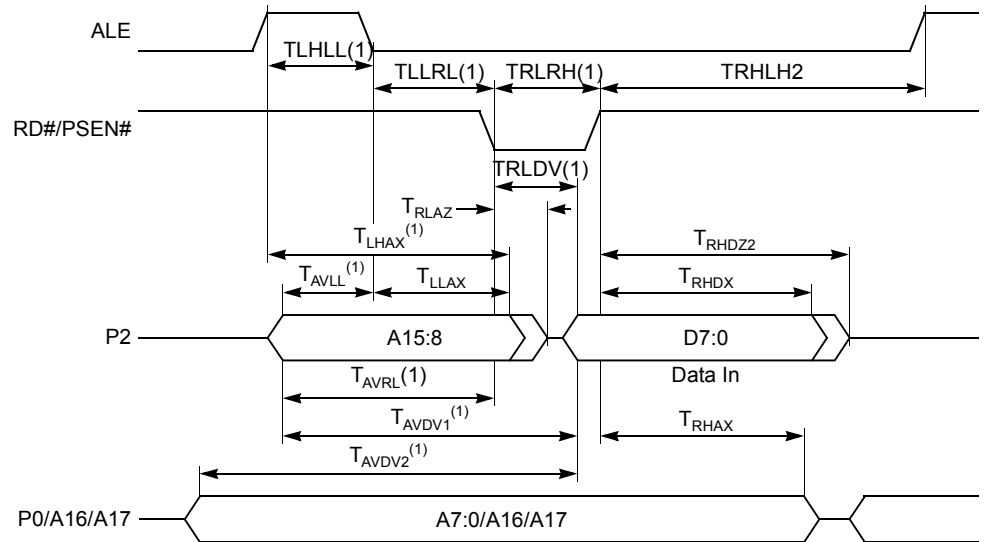 ALE
TLHLL(1)
TLLRL(1)
TRLRH(1)
TRHLH2
RD#/PSEN#
TRLDV(1)
TRLAZ
TLHAX(1)
TRHDZ2
TAVLL(1)
TLLAX
TRHDX
P2
A15:8
D7:0
Data In
TAVRL(1)
TAVDV1(1)
TRHAX
TAVDV2(1)
P0/A16/A17
A7:0/A16/A17